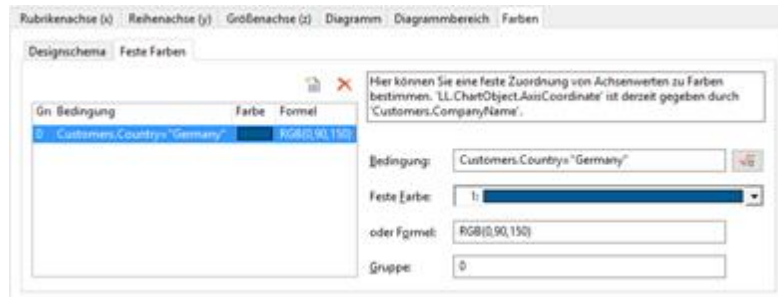 Rubrikenachse (x) Reihenachse (y) Größenachse (z) Diagramm Diagrammbereich Farben
Designschema Feste Farben
Hier können Sie eine feste Zuordnung von Achsenwerten zu Farben
bestimmen. 'LL.ChartObject.AxisCoordinate' ist derzeit gegeben durch
'Customers.CompanyName'.
Gn Bedingung Farbe Formel
0 Customers.Country="Germany" RGB(0,90,150)
Bedingung: Customers.Country="Germany"
Feste Farbe: 1:
oder Formel: RGB(0,90,150)
Gruppe: 0